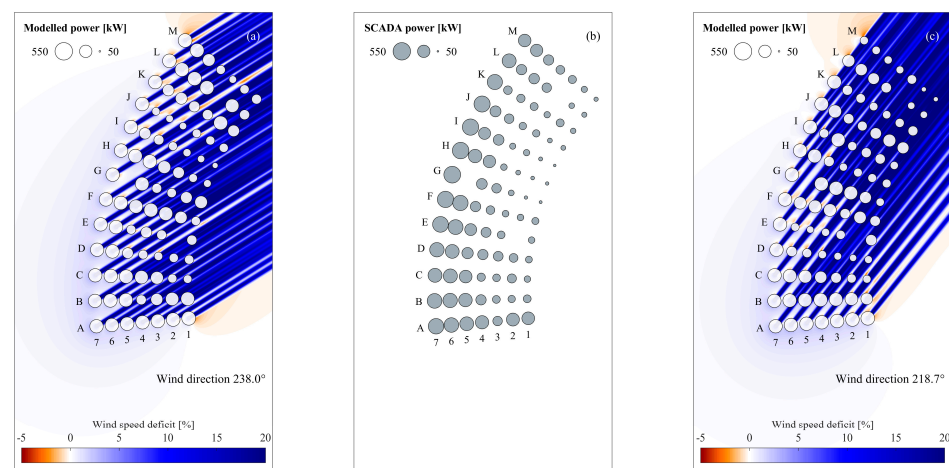 Modelled power [kW]
(a)
550 50
M
L
K
J
I
H
G
F
E
D
C
B
A
7 6 5 4 3 2 1
Wind direction 238.0°
Wind speed deficit [%]
-5 0 5 10 15 20
SCADA power [kW]
(b)
550 50
M
L
K
J
I
H
G
F
E
D
C
B
A
7 6 5 4 3 2 1
Modelled power [kW]
(c)
550 50
M
L
K
J
I
H
G
F
E
D
C
B
A
7 6 5 4 3 2 1
Wind direction 218.7°
Wind speed deficit [%]
-5 0 5 10 15 20